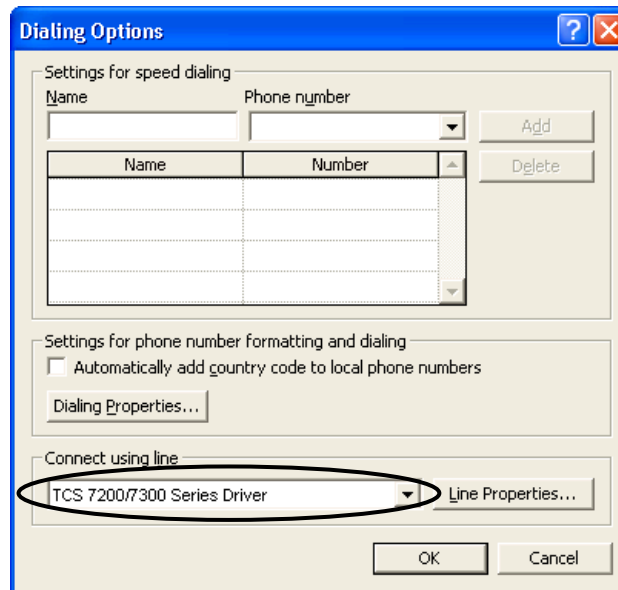 Dialing Options
Settings for speed dialing
Name Phone number
Add
Name Number
Delete
Settings for phone number formatting and dialing
Automatically add country code to local phone numbers
Dialing Properties...
Connect using line
TCS 7200/7300 Series Driver
Line Properties...
OK Cancel